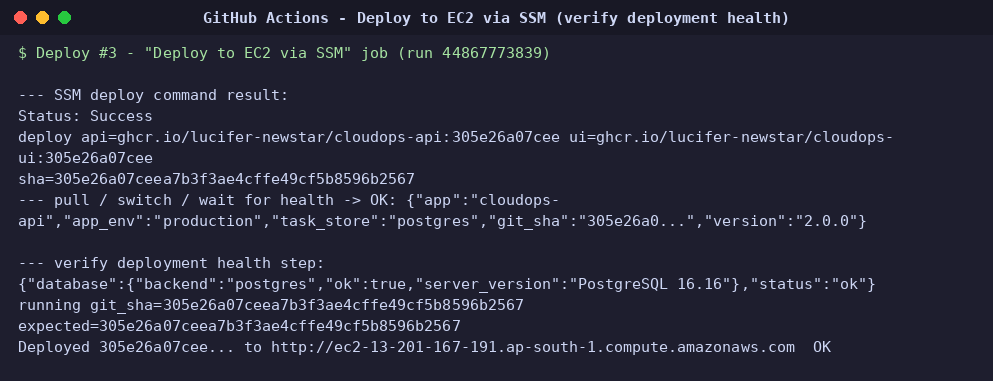 GitHub Actions - Deploy to EC2 via SSM (verify deployment health)
$ Deploy #3 - "Deploy to EC2 via SSM" job (run 44867773839)
--- SSM deploy command result:
Status: Success
deploy api=ghcr.io/lucifer-newstar/cloudops-api:305e26a07cee ui=ghcr.io/lucifer-newstar/cloudops-
ui:305e26a07cee
sha=305e26a07ceea7b3f3ae4cffe49cf5b8596b2567
--- pull / switch / wait for health -> OK: {"app":"cloudops-
api","app_env":"production","task_store":"postgres","git_sha":"305e26a0...","version":"2.0.0"}
--- verify deployment health step:
{"database":{"backend":"postgres","ok":true,"server_version":"PostgreSQL 16.16"},"status":"ok"}
running git_sha=305e26a07ceea7b3f3ae4cffe49cf5b8596b2567
expected=305e26a07ceea7b3f3ae4cffe49cf5b8596b2567
Deployed 305e26a07cee... to http://ec2-13-201-167-191.ap-south-1.compute.amazonaws.com  OK